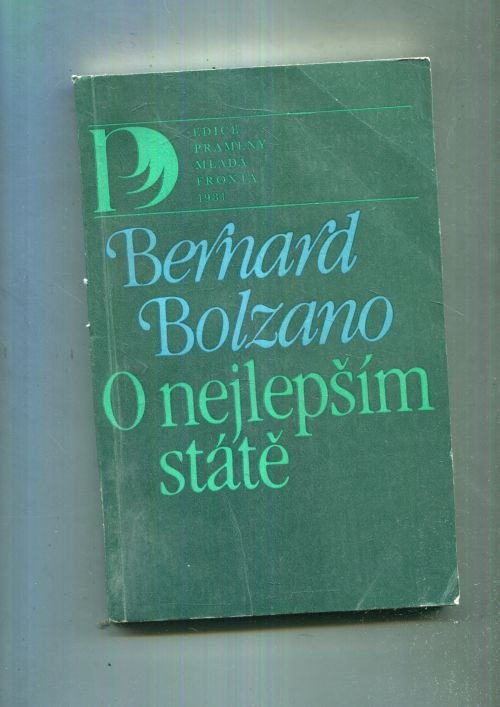 EDICE
PRAMENY
MLADÁ
FRONTA
1981
Bernard
Bolzano
O nejlepším
státě